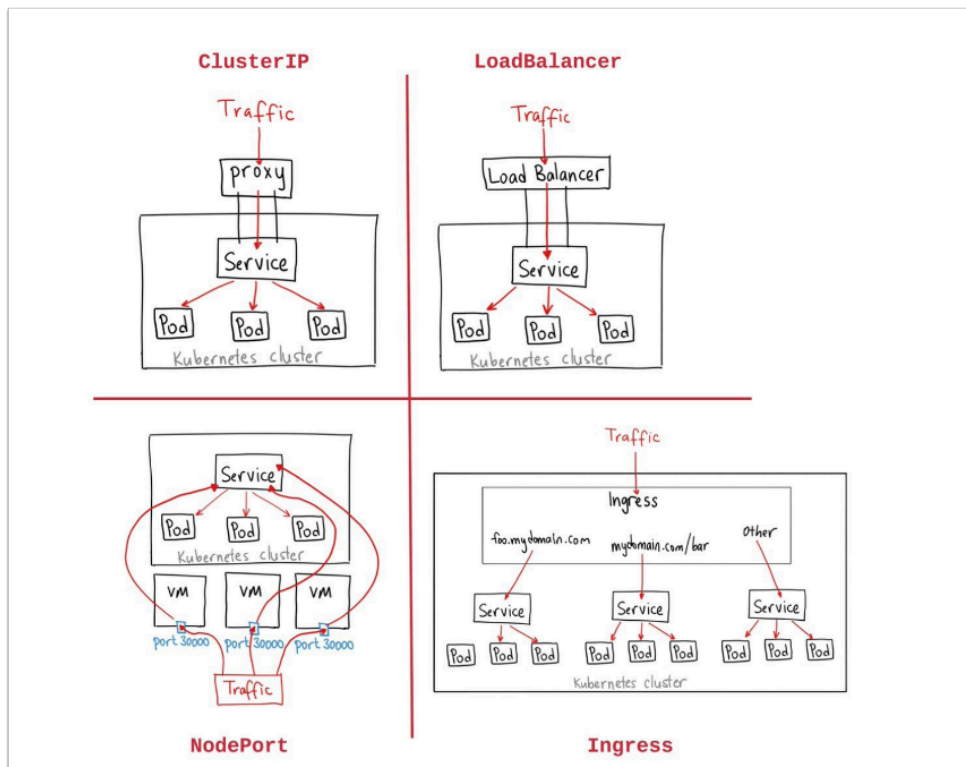 ClusterIP
Traffic
proxy
Service
Pod Pod Pod
Kubernetes cluster
LoadBalancer
Traffic
Load Balancer
Service
Pod Pod Pod
Kubernetes cluster
Service
Pod Pod Pod
Kubernetes cluster
VM VM VM
port 30000 port 30000 port 30000
Traffic
NodePort
Traffic
Ingress
foo.mydomain.com mydomain.com/bar Other
Service Service Service
Pod Pod Pod Pod Pod Pod Pod Pod Pod
Kubernetes cluster
Ingress